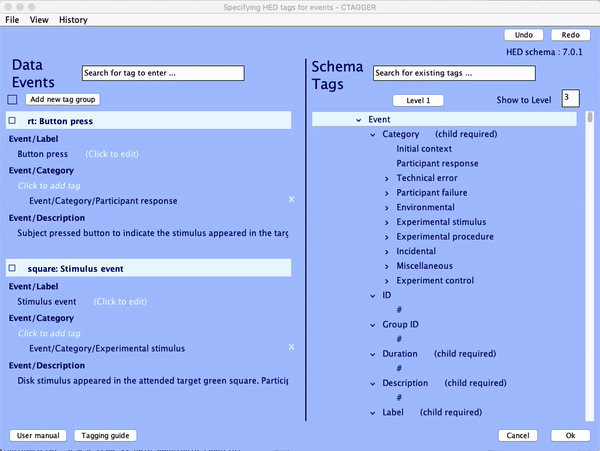 Specifying HED tags for events - CTAGGER
File View History
Undo Redo
HED schema : 7.0.1
Data Events
Search for tag to enter ...
Add new tag group
rt: Button press
Event/Label
Button press (Click to edit)
Event/Category
Click to add tag
Event/Category/Participant response X
Event/Description
Subject pressed button to indicate the stimulus appeared in the targ
square: Stimulus event
Event/Label
Stimulus event (Click to edit)
Event/Category
Click to add tag
Event/Category/Experimental stimulus X
Event/Description
Disk stimulus appeared in the attended target green square. Particip
Schema Tags
Search for existing tags ...
Level 1 Show to Level 3
Event
Category (child required)
Initial context
Participant response
Technical error
Participant failure
Environmental
Experimental stimulus
Experimental procedure
Incidental
Miscellaneous
Experiment control
ID
#
Group ID
#
Duration (child required)
#
Description (child required)
#
Label (child required)
User manual Tagging guide Cancel Ok